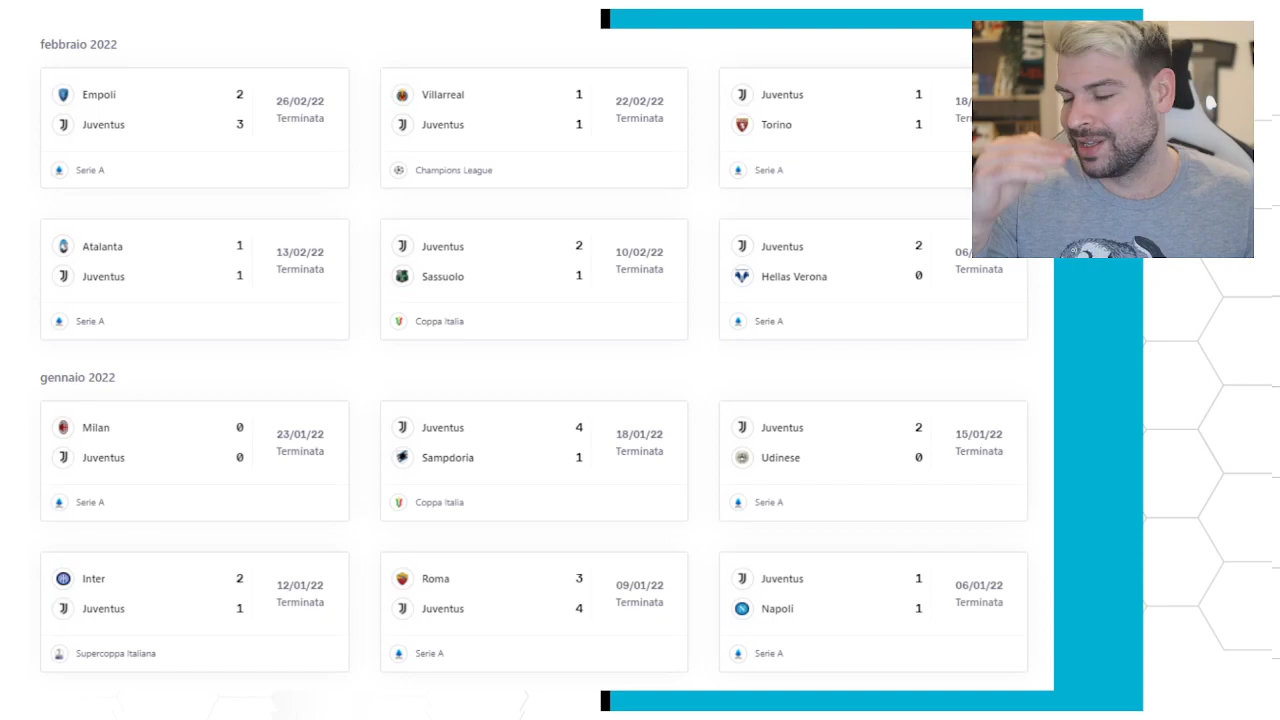 febbraio 2022
Empoli 2
Juventus 3
26/02/22
Terminata
Serie A
Villarreal 1
Juventus 1
22/02/22
Terminata
Champions League
Juventus 1
Torino 1
18/
Serie A
Atalanta 1
Juventus 1
13/02/22
Terminata
Serie A
Juventus 2
Sassuolo 1
10/02/22
Terminata
Coppa Italia
Juventus 2
Hellas Verona 0
06/
Terminata
Serie A
gennaio 2022
Milan 0
Juventus 0
23/01/22
Terminata
Serie A
Juventus 4
Sampdoria 1
18/01/22
Terminata
Coppa Italia
Juventus 2
Udinese 0
15/01/22
Terminata
Serie A
Inter 2
Juventus 1
12/01/22
Terminata
Supercoppa Italiana
Roma 3
Juventus 4
09/01/22
Terminata
Serie A
Juventus 1
Napoli 1
06/01/22
Terminata
Serie A